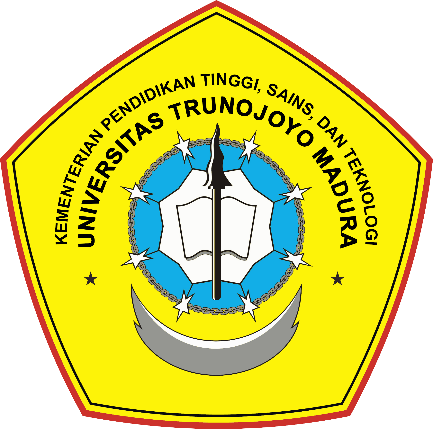 KEMENTERIAN PENDIDIKAN TINGGI, SAINS, DAN TEKNOLOGI
UNIVERSITAS TRUNOJOYO MADURA